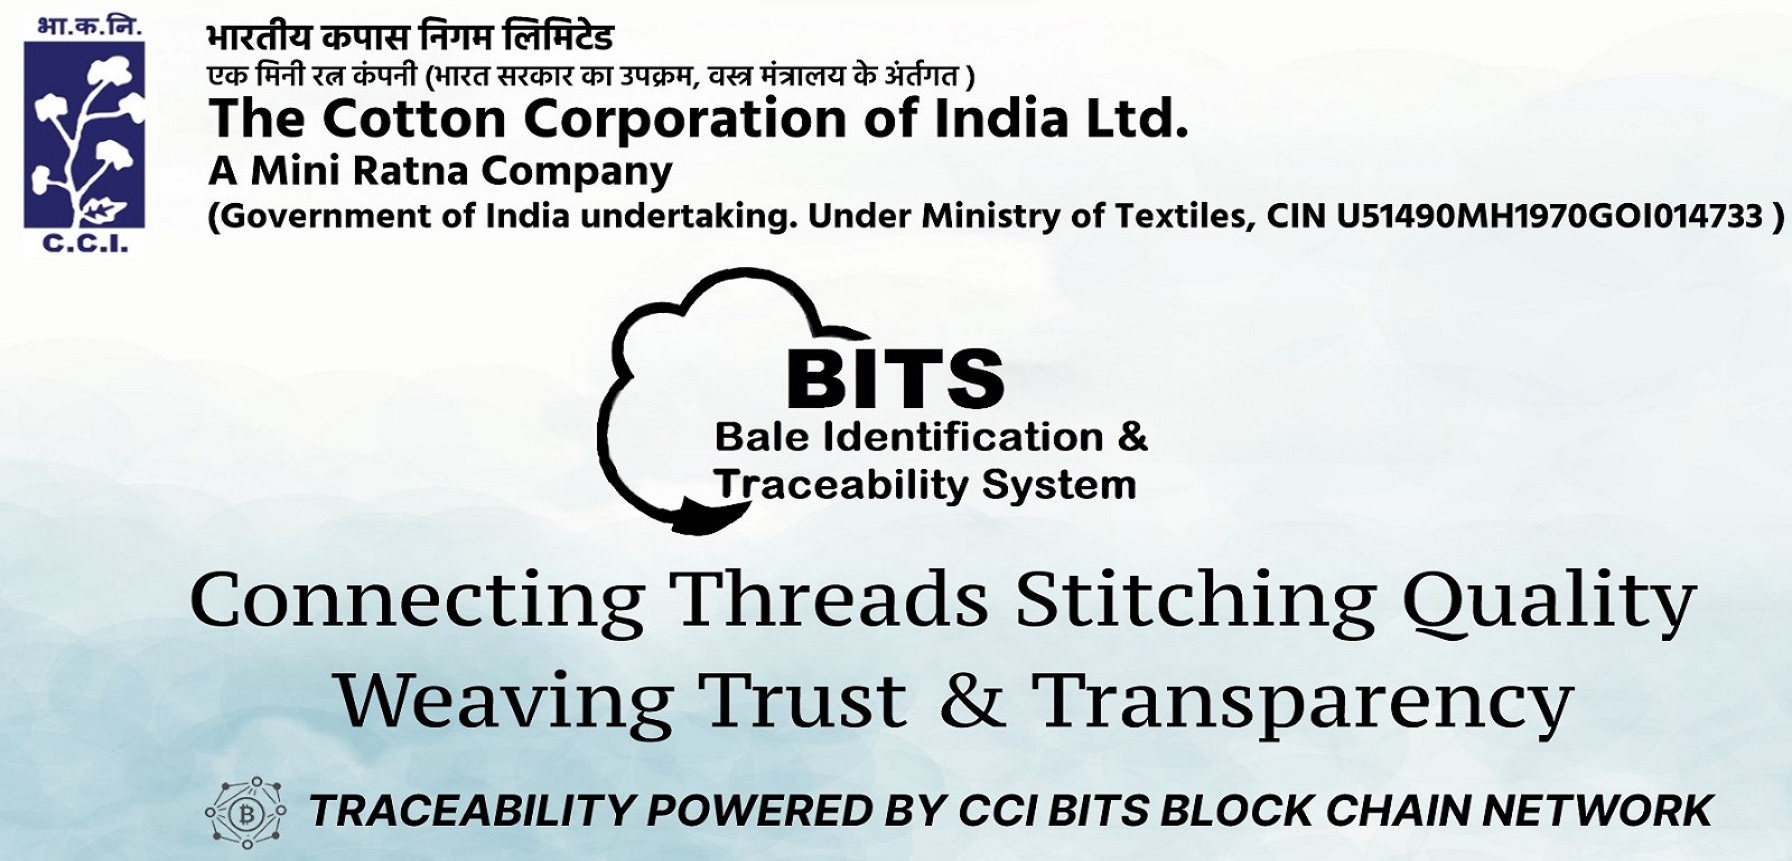 भा.क.नि.
C.C.I.
भारतीय कपास निगम लिमिटेड
एक मिनी रत्न कंपनी (भारत सरकार का उपक्रम, वस्त्र मंत्रालय के अंर्तगत )
The Cotton Corporation of India Ltd.
A Mini Ratna Company
(Government of India undertaking. Under Ministry of Textiles, CIN U51490MH1970GOI014733 )
BITS
Bale Identification &
Traceability System
Connecting Threads Stitching Quality
Weaving Trust & Transparency
TRACEABILITY POWERED BY CCI BITS BLOCK CHAIN NETWORK